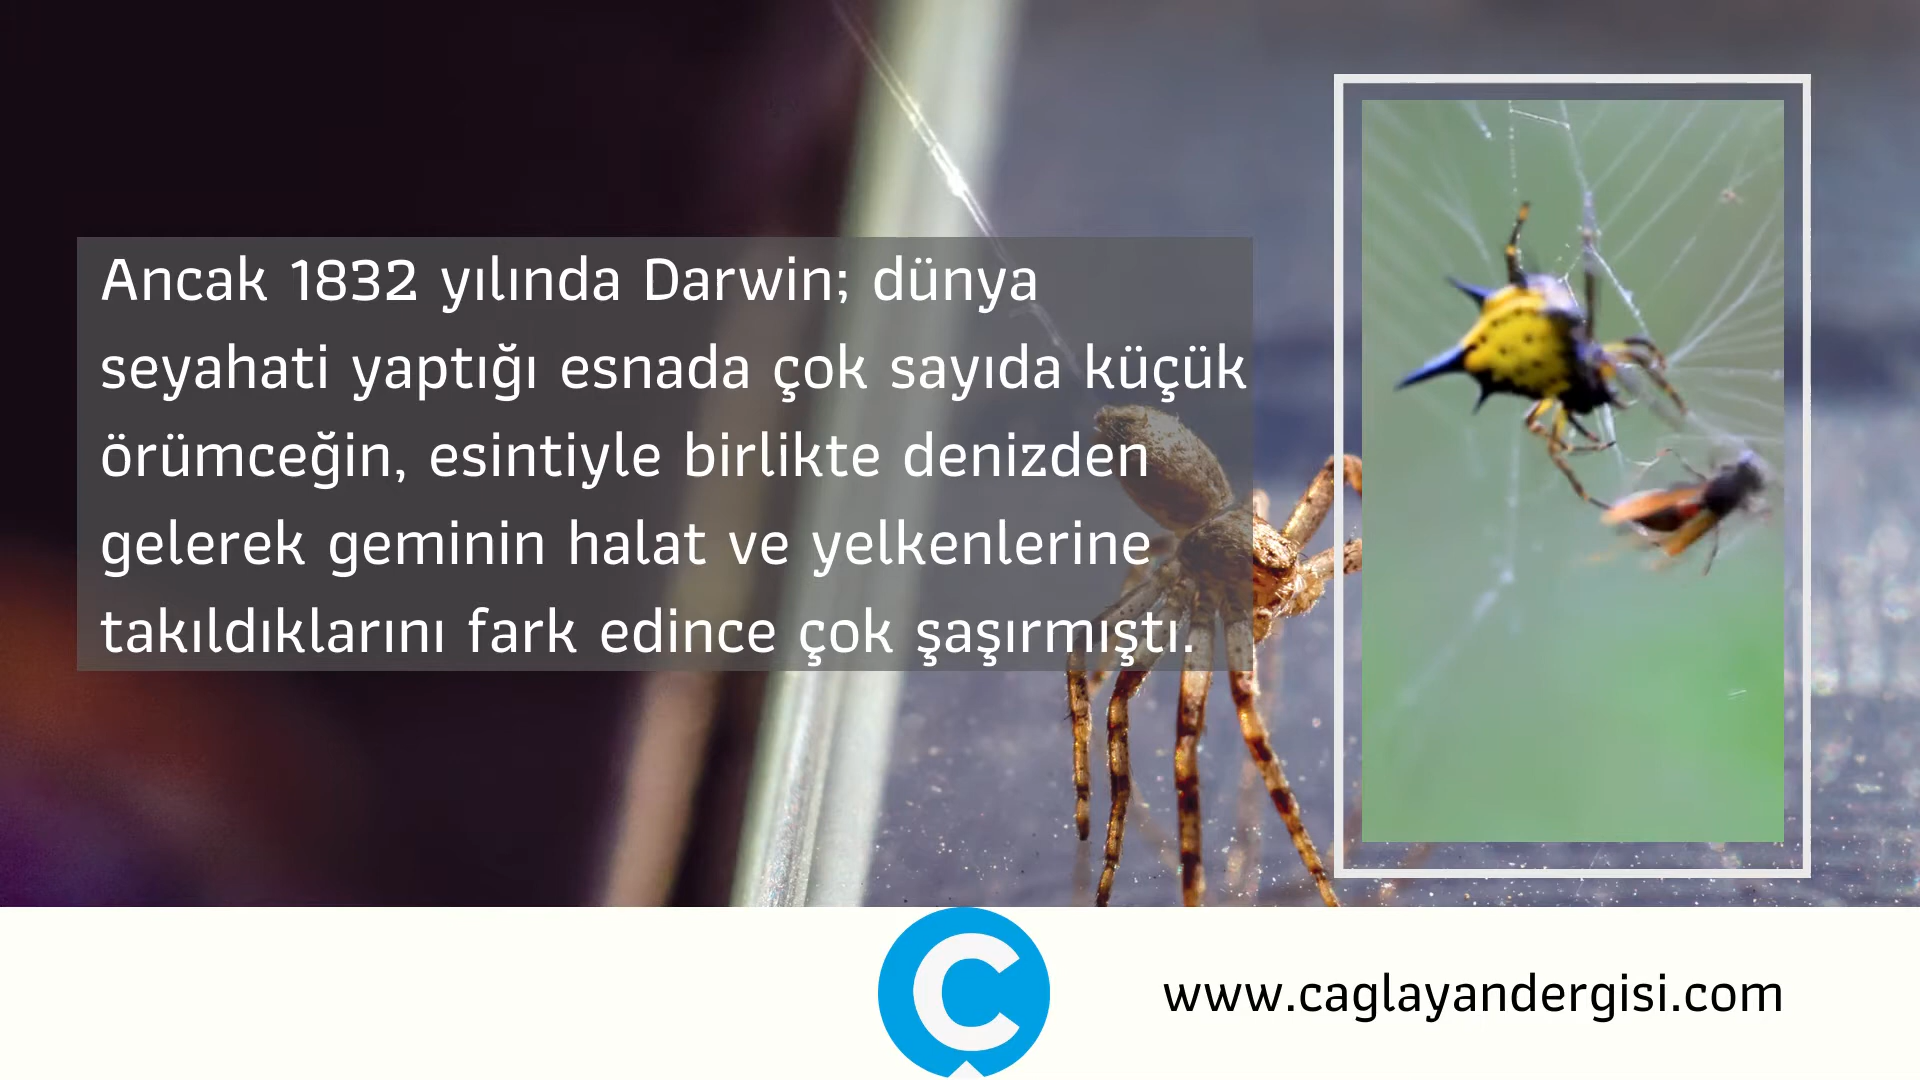 Ancak 1832 yılında Darwin; dünya
seyahati yaptığı esnada çok sayıda küçük
örümceğin, esintiyle birlikte denizden
gelerek geminin halat ve yelkenlerine
takıldıklarını fark edince çok şaşırmıştı.
C
www.caglayandergisi.com